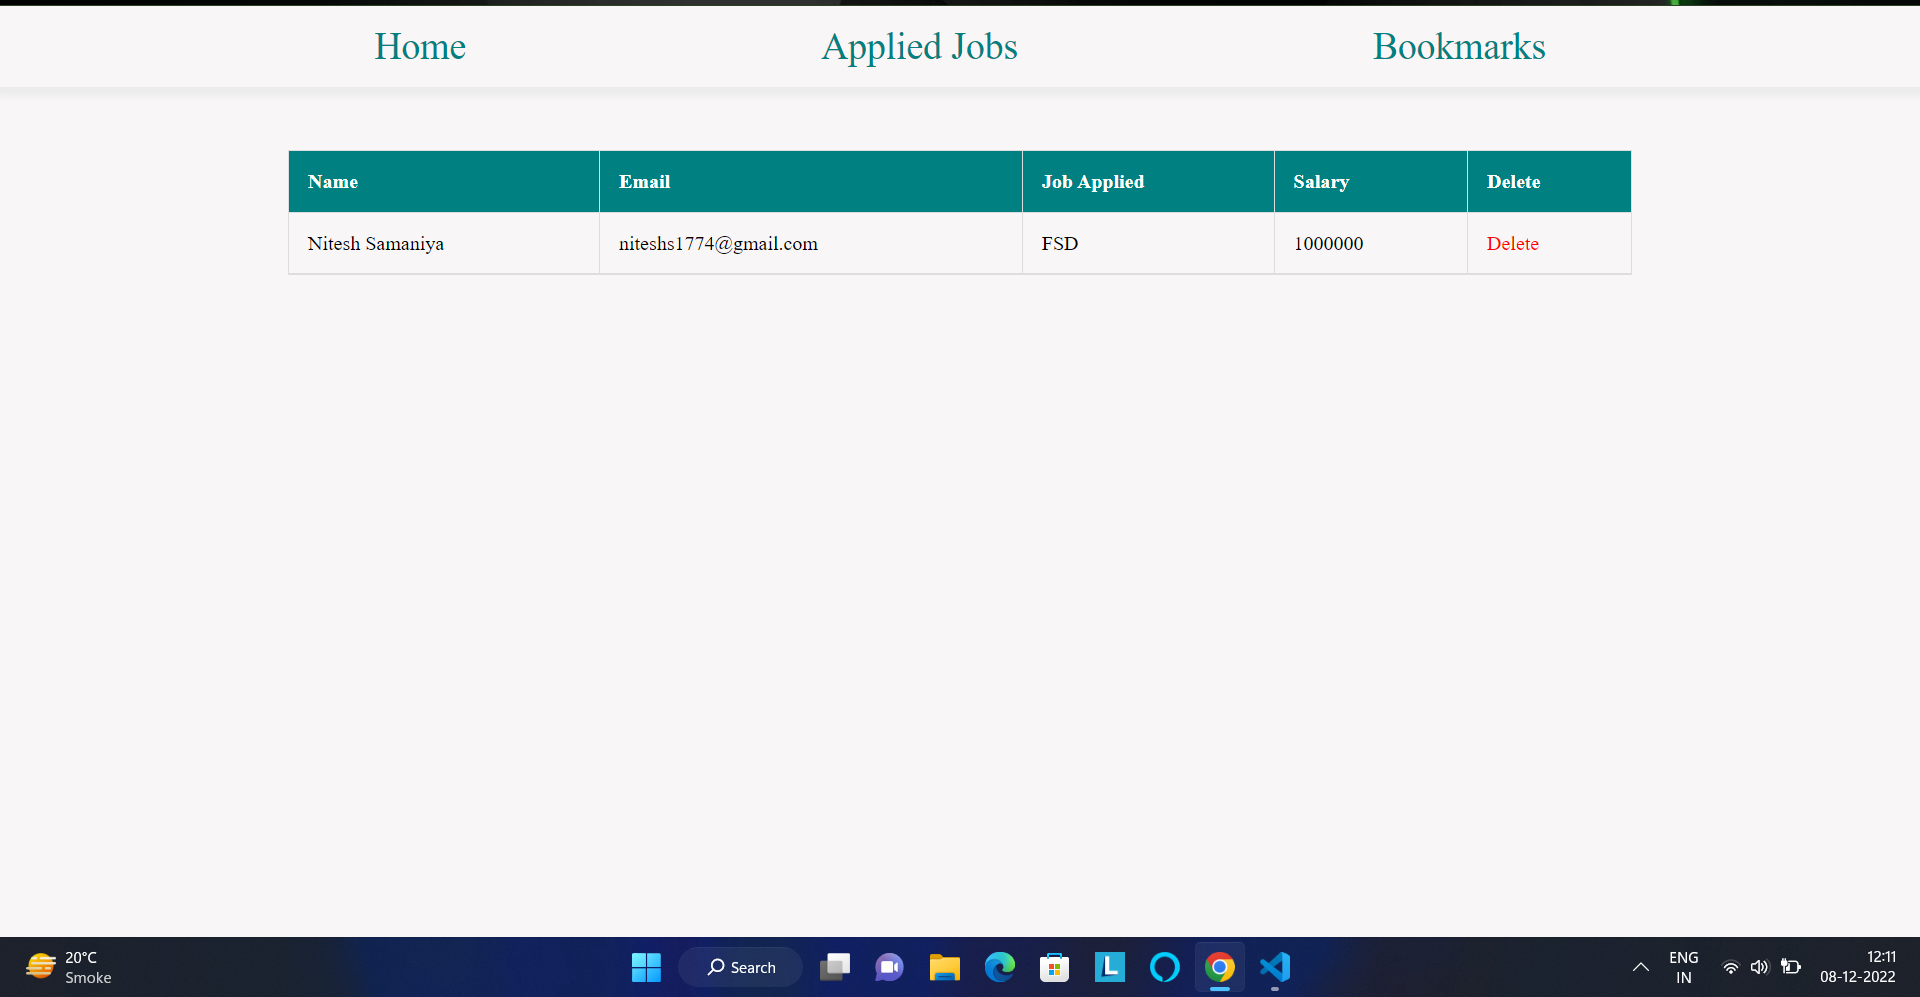 Home Applied Jobs Bookmarks
Name Email Job Applied Salary Delete
Nitesh Samaniya niteshs1774@gmail.com FSD 1000000 Delete
20°C
Smoke
Search
L
ENG
IN
12:11
08-12-2022